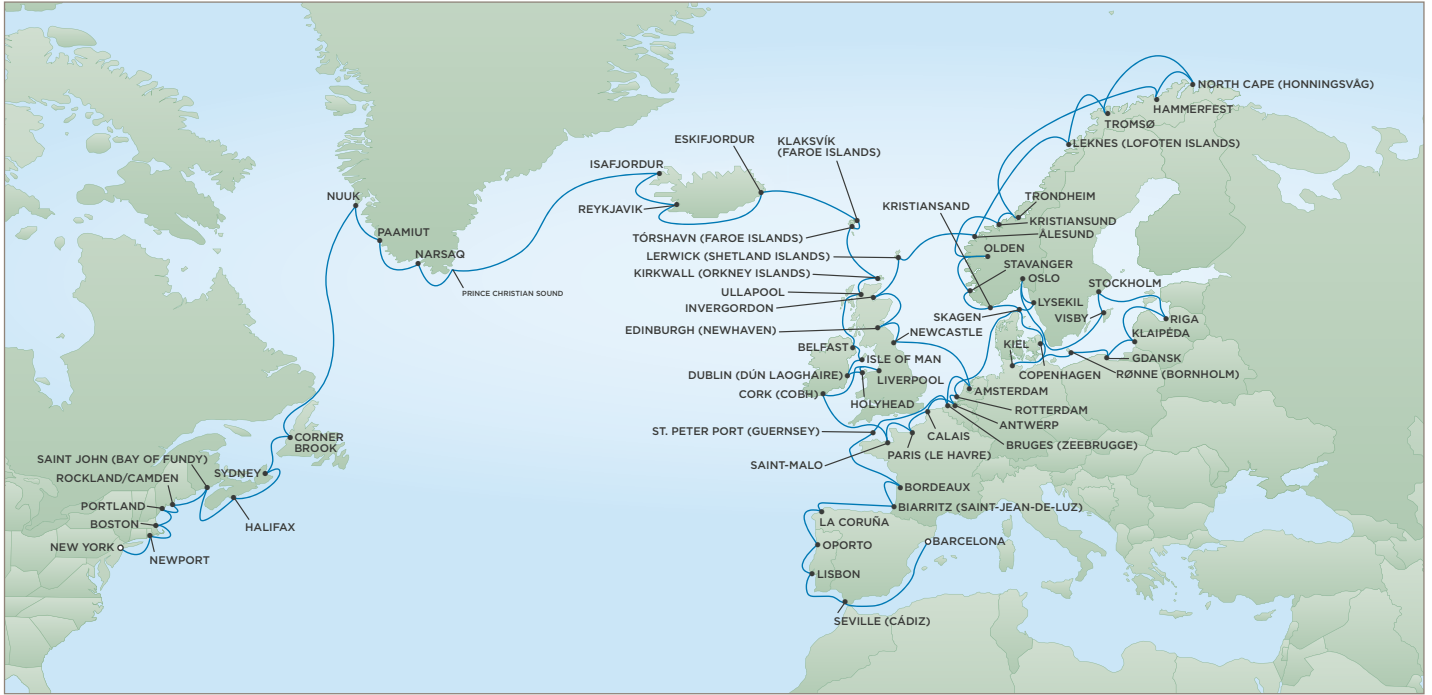 NORTH CAPE (HONNINGSVÅG)
HAMMERFEST
TROMSØ
LEKNES (LOFOTEN ISLANDS)
ESKIFJORDUR
KLAKSVÍK
(FAROE ISLANDS)
ISAFJORDUR
NUUK
TRONDHEIM
KRISTIANSAND
REYKJAVIK
KRISTIANSUND
PAAMIUT
ÅLESUND
TÓRSHAVN (FAROE ISLANDS)
OLDEN
NARSAQ
LERWICK (SHETLAND ISLANDS)
STAVANGER
KIRKWALL (ORKNEY ISLANDS)
OSLO
STOCKHOLM
PRINCE CHRISTIAN SOUND
ULLAPOOL
LYSEKIL
INVERGORDON
SKAGEN
VISBY
RIGA
EDINBURGH (NEWHAVEN)
NEWCASTLE
KLAIPĖDA
BELFAST
KIEL
ISLE OF MAN
GDANSK
DUBLIN (DÚN LAOGHAIRE)
LIVERPOOL
COPENHAGEN
RØNNE (BORNHOLM)
CORK (COBH)
AMSTERDAM
HOLYHEAD
ROTTERDAM
ANTWERP
ST. PETER PORT (GUERNSEY)
CALAIS
BRUGES (ZEEBRUGGE)
CORNER
BROOK
PARIS (LE HAVRE)
SAINT JOHN (BAY OF FUNDY)
SAINT-MALO
SYDNEY
ROCKLAND/CAMDEN
BORDEAUX
PORTLAND
BIARRITZ (SAINT-JEAN-DE-LUZ)
BOSTON
HALIFAX
LA CORUÑA
BARCELONA
NEW YORK
OPORTO
NEWPORT
LISBON
SEVILLE (CÁDIZ)